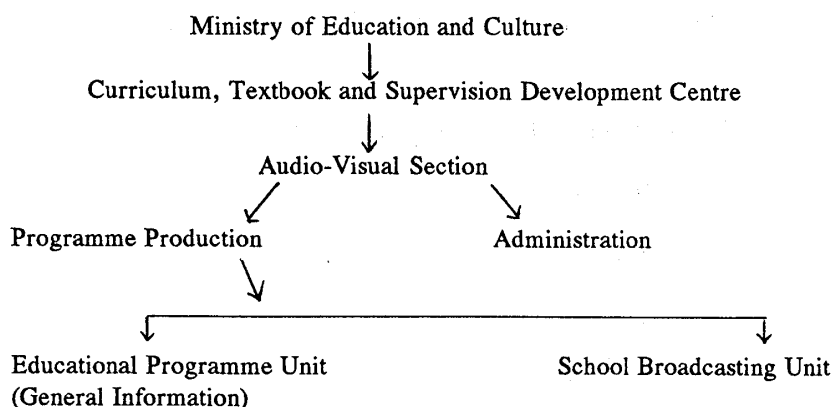 Ministry of Education and Culture
Curriculum, Textbook and Supervision Development Centre
Audio-Visual Section
Programme Production
Administration
Educational Programme Unit
(General Information)
School Broadcasting Unit